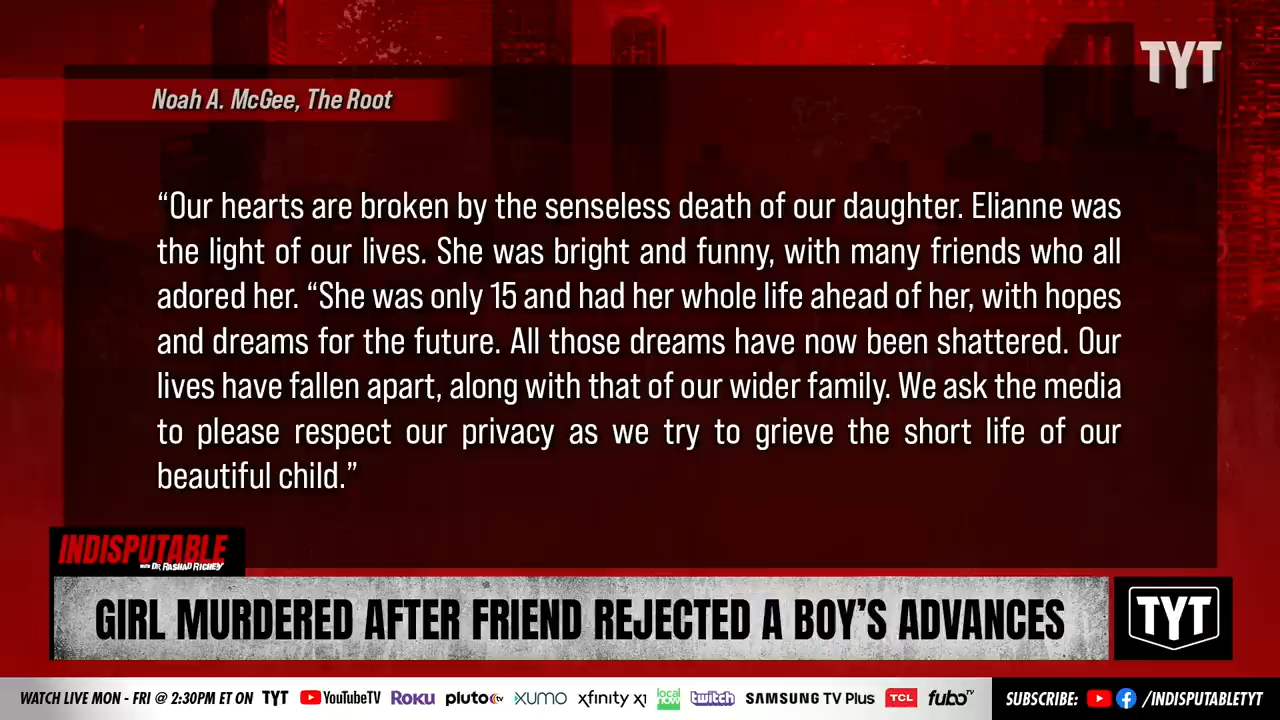 TYT
Noah A. McGee, The Root
“Our hearts are broken by the senseless death of our daughter. Elianne was
the light of our lives. She was bright and funny, with many friends who all
adored her. “She was only 15 and had her whole life ahead of her, with hopes
and dreams for the future. All those dreams have now been shattered. Our
lives have fallen apart, along with that of our wider family. We ask the media
to please respect our privacy as we try to grieve the short life of our
beautiful child.”
INDISPUTABLE
WITH DR. RASHAD RICHEY
GIRL MURDERED AFTER FRIEND REJECTED A BOY'S ADVANCES
TYT
WATCH LIVE MON - FRI @ 2:30PM ET ON TYT YouTubeTV ROKU pluto tv XUMO xfinity x1 local now twitch SAMSUNG TV Plus TCL fubo TV SUBSCRIBE: /INDISPUTABLETYT